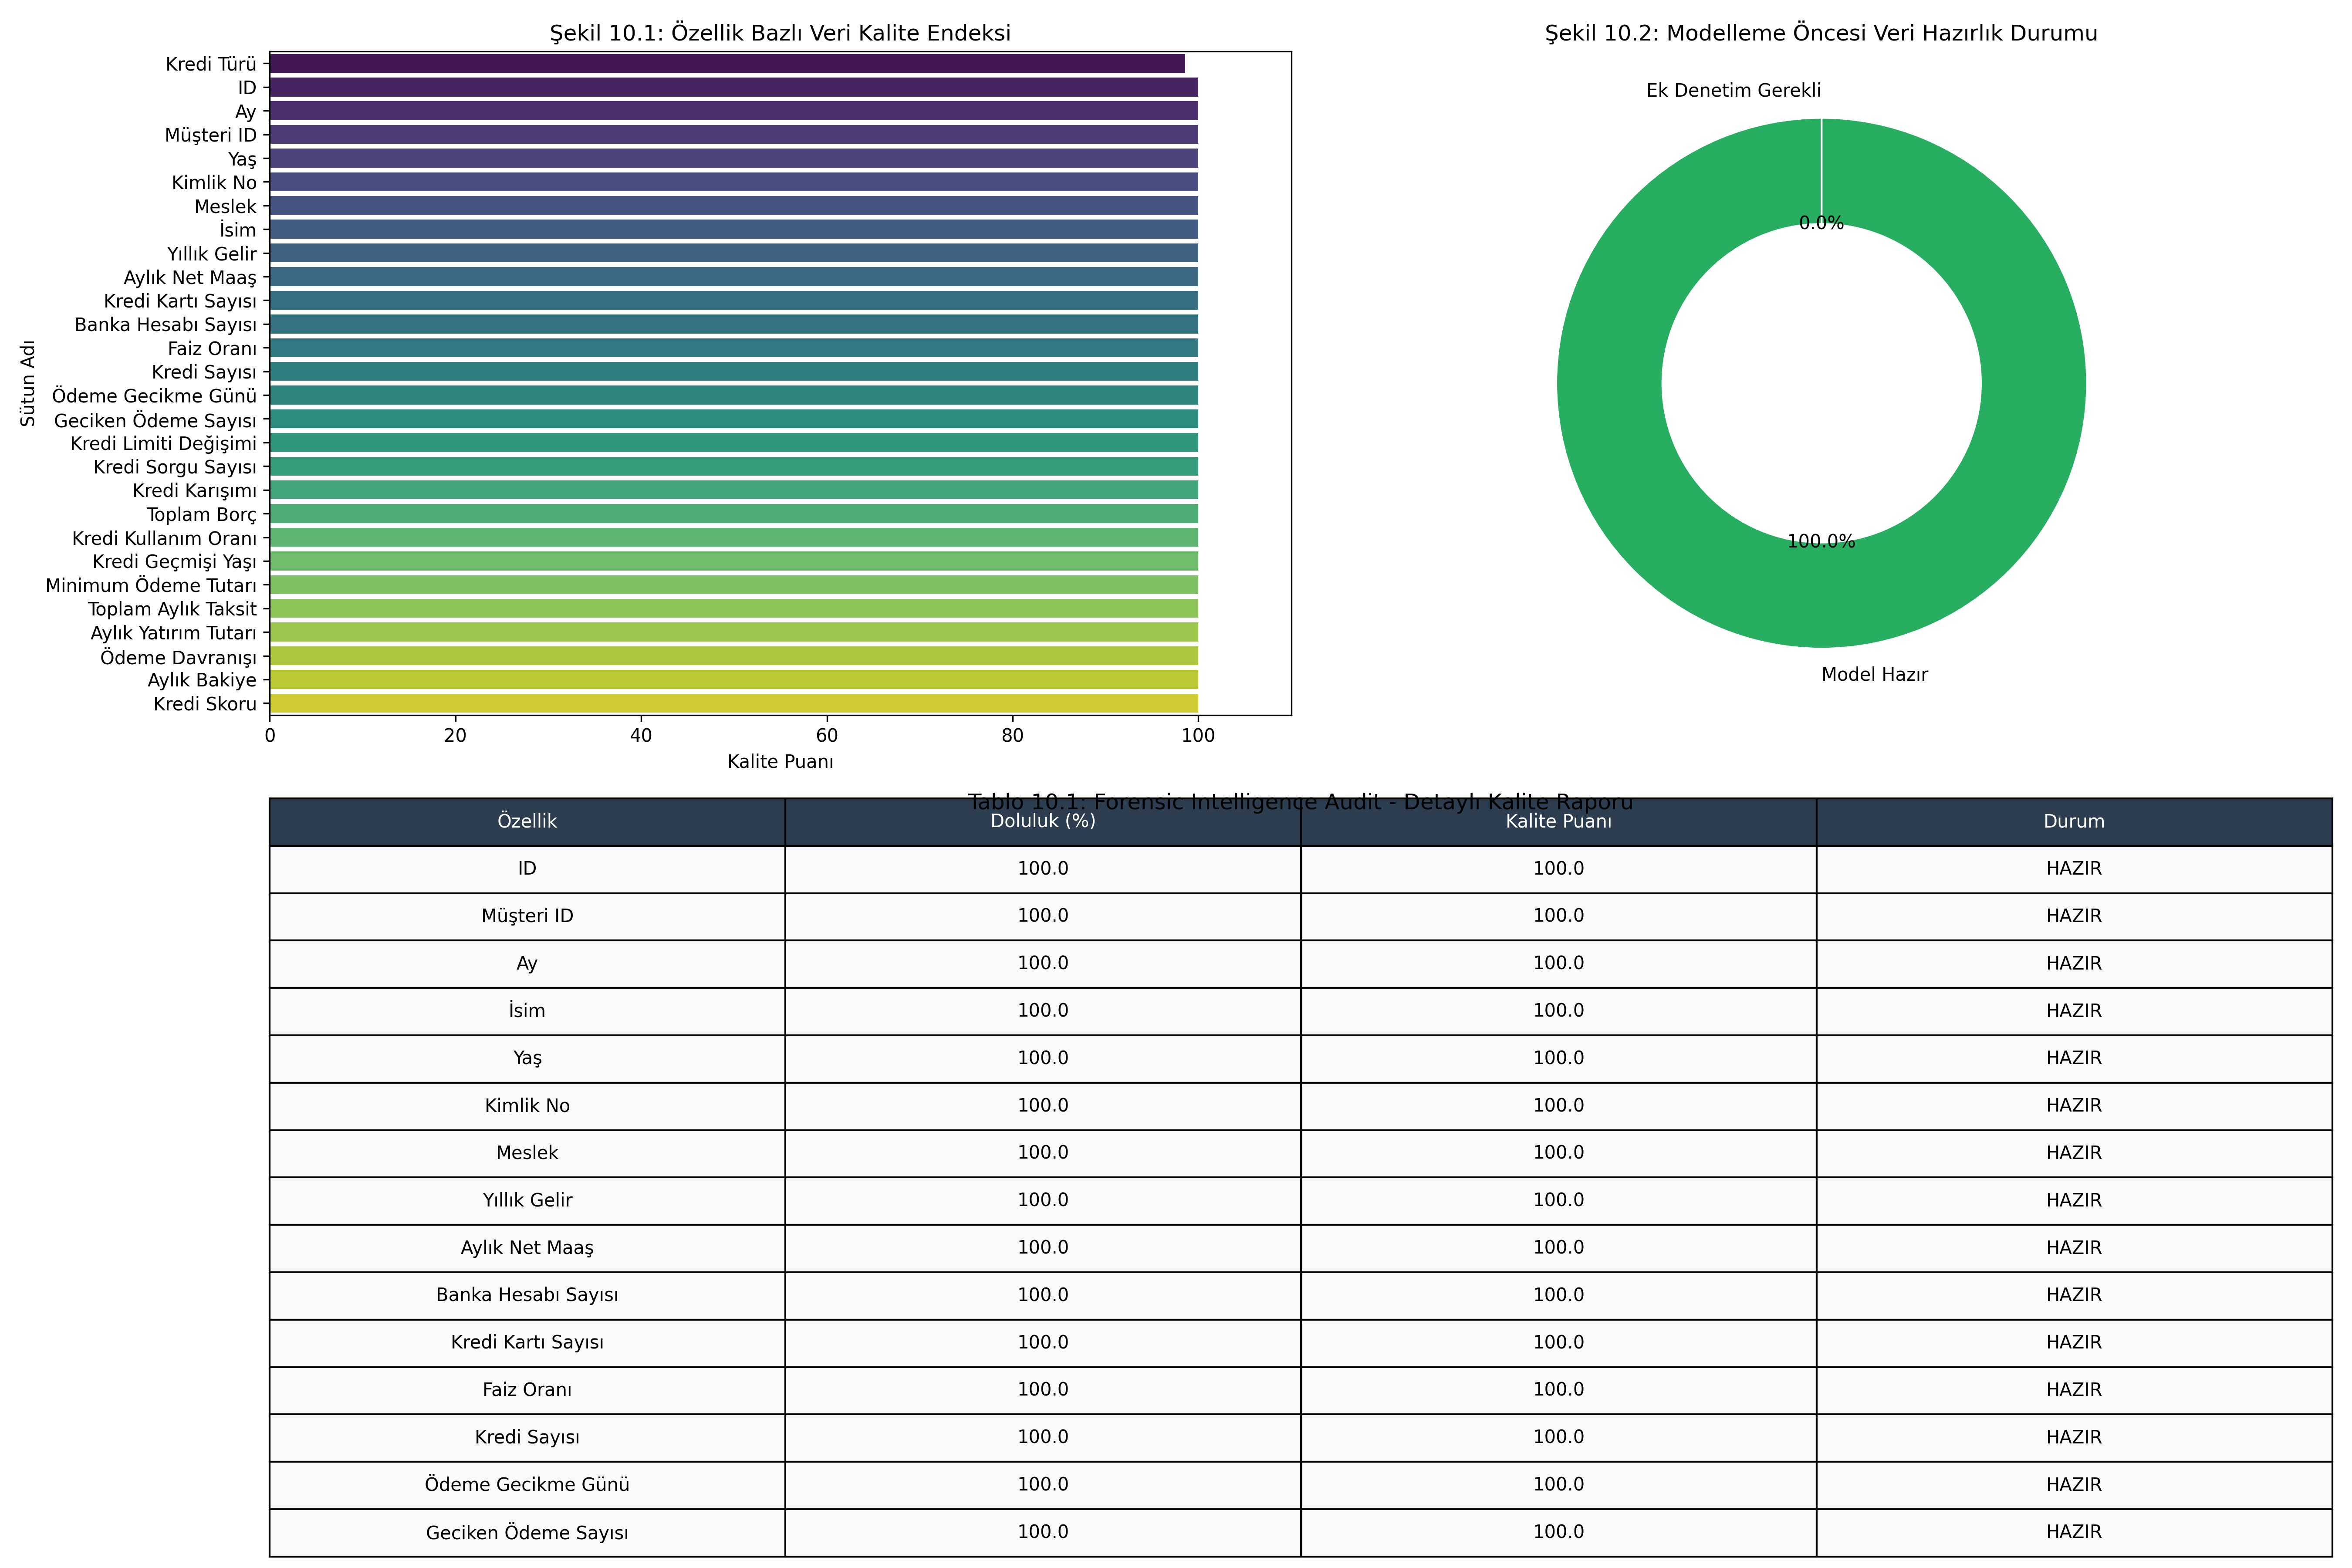 Şekil 10.1: Özellik Bazlı Veri Kalite Endeksi
Sütun Adı
Kredi Türü
ID
Ay
Müşteri ID
Yaş
Kimlik No
Meslek
İsim
Yıllık Gelir
Aylık Net Maaş
Kredi Kartı Sayısı
Banka Hesabı Sayısı
Faiz Oranı
Kredi Sayısı
Ödeme Gecikme Günü
Geciken Ödeme Sayısı
Kredi Limiti Değişimi
Kredi Sorgu Sayısı
Kredi Karışımı
Toplam Borç
Kredi Kullanım Oranı
Kredi Geçmişi Yaşı
Minimum Ödeme Tutarı
Toplam Aylık Taksit
Aylık Yatırım Tutarı
Ödeme Davranışı
Aylık Bakiye
Kredi Skoru
0 20 40 60 80 100
Kalite Puanı
Şekil 10.2: Modelleme Öncesi Veri Hazırlık Durumu
Ek Denetim Gerekli
0.0%
100.0%
Model Hazır
Tablo 10.1: Forensic Intelligence Audit - Detaylı Kalite Raporu
Özellik Doluluk (%) Kalite Puanı Durum
ID 100.0 100.0 HAZIR
Müşteri ID 100.0 100.0 HAZIR
Ay 100.0 100.0 HAZIR
İsim 100.0 100.0 HAZIR
Yaş 100.0 100.0 HAZIR
Kimlik No 100.0 100.0 HAZIR
Meslek 100.0 100.0 HAZIR
Yıllık Gelir 100.0 100.0 HAZIR
Aylık Net Maaş 100.0 100.0 HAZIR
Banka Hesabı Sayısı 100.0 100.0 HAZIR
Kredi Kartı Sayısı 100.0 100.0 HAZIR
Faiz Oranı 100.0 100.0 HAZIR
Kredi Sayısı 100.0 100.0 HAZIR
Ödeme Gecikme Günü 100.0 100.0 HAZIR
Geciken Ödeme Sayısı 100.0 100.0 HAZIR